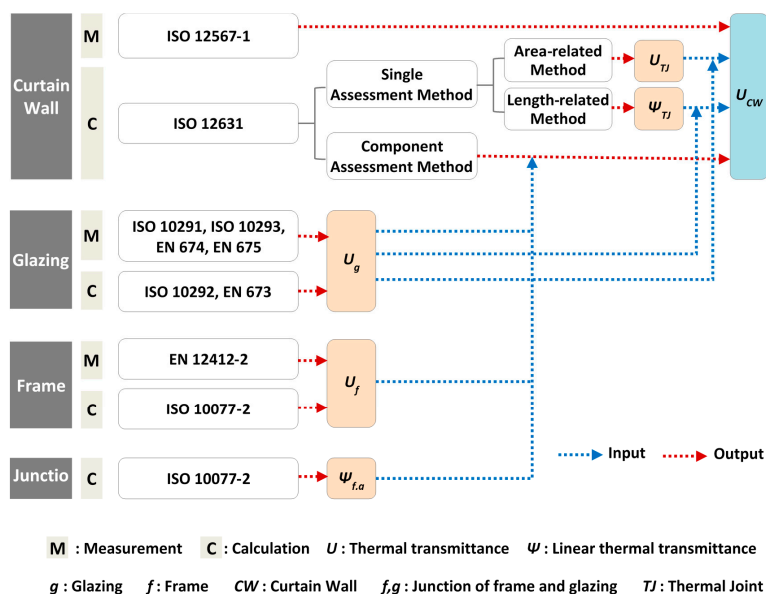 Curtain
Wall
M
ISO 12567-1
C
ISO 12631
Single
Assessment Method
Component
Assessment Method
Area-related
Method
U_TJ
Length-related
Method
Ψ_TJ
U_CW
Glazing
M
ISO 10291, ISO 10293,
EN 674, EN 675
C
ISO 10292, EN 673
U_g
Frame
M
EN 12412-2
C
ISO 10077-2
U_f
Junctio
C
ISO 10077-2
Ψ_f.a
Input
Output
M : Measurement C : Calculation U : Thermal transmittance Ψ : Linear thermal transmittance
g : Glazing f : Frame CW : Curtain Wall f,g : Junction of frame and glazing TJ : Thermal Joint